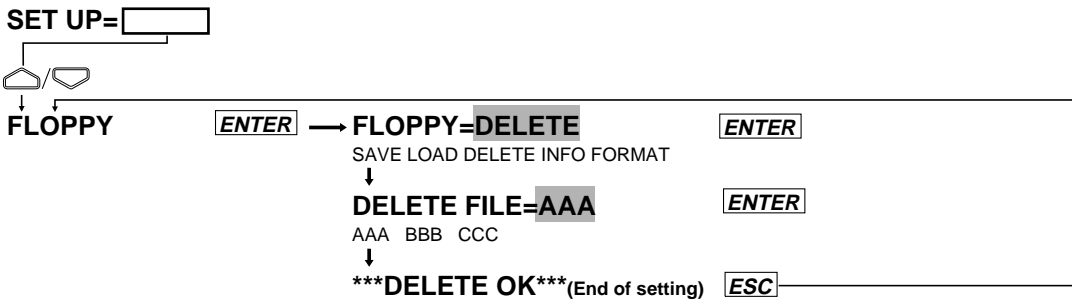 SET UP=
FLOPPY ENTER FLOPPY=DELETE ENTER
SAVE LOAD DELETE INFO FORMAT
DELETE FILE=AAA ENTER
AAA BBB CCC
***DELETE OK***(End of setting) ESC